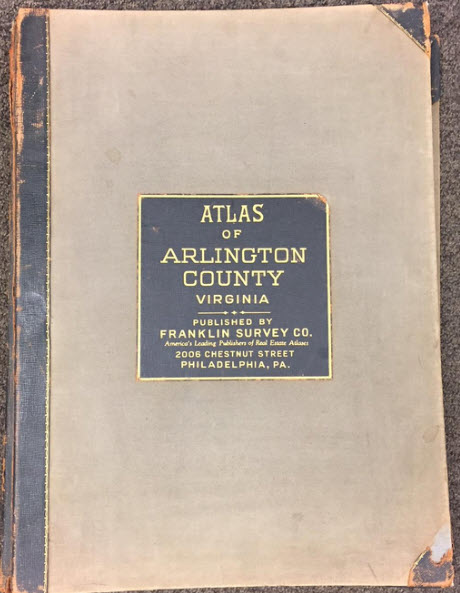 ATLAS
OF
ARLINGTON
COUNTY
VIRGINIA
PUBLISHED BY
FRANKLIN SURVEY CO.
America's Leading Publishers of Real Estate Atlases
2006 CHESTNUT STREET
PHILADELPHIA, PA.